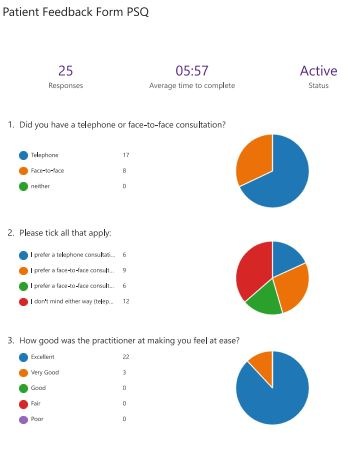 Patient Feedback Form PSQ
25 05:57 Active
Responses Average time to complete Status
1. Did you have a telephone or face-to-face consultation?
Telephone 17
Face-to-face 8
neither 0
2. Please tick all that apply:
I prefer a telephone consultati... 6
I prefer a face-to-face consult... 9
I prefer a face-to-face consult... 6
I don't mind either way (telep... 12
3. How good was the practitioner at making you feel at ease?
Excellent 22
Very Good 3
Good 0
Fair 0
Poor 0